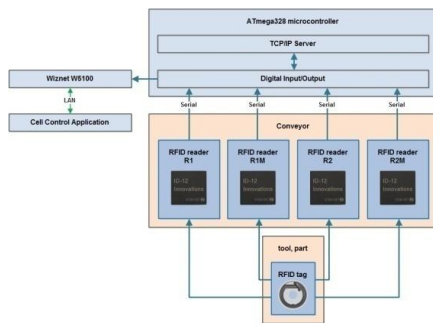 ATmega328 microcontroller
TCP/IP Server
Wiznet W5100
Digital Input/Output
LAN
Serial
Serial
Serial
Serial
Cell Control Application
Conveyor
RFID reader
R1
RFID reader
R1M
RFID reader
R2
RFID reader
R2M
ID-12
Innovations
ID-12
Innovations
ID-12
Innovations
ID-12
Innovations
tool, part
RFID tag